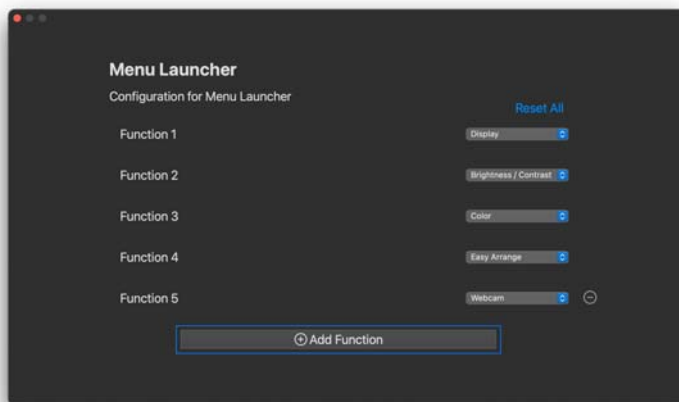 Menu Launcher
Configuration for Menu Launcher
Reset All
Function 1 Display
Function 2 Brightness / Contrast
Function 3 Color
Function 4 Easy Arrange
Function 5 Webcam
Add Function